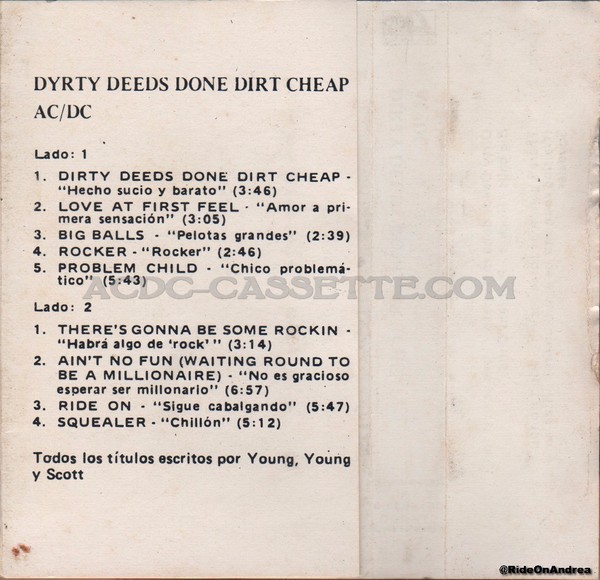 DYRTY DEEDS DONE DIRT CHEAP
AC/DC
Lado: 1
1. DIRTY DEEDS DONE DIRT CHEAP -
"Hecho sucio y barato" (3:46)
2. LOVE AT FIRST FEEL - "Amor a pri-
mera sensación" (3:05)
3. BIG BALLS - "Pelotas grandes" (2:39)
4. ROCKER - "Rocker" (2:46)
5. PROBLEM CHILD - "Chico problemá-
tico" (5:43)
ACDC-CASSETTE.COM
Lado: 2
1. THERE'S GONNA BE SOME ROCKIN -
"Habrá algo de 'rock'" (3:14)
2. AIN'T NO FUN (WAITING ROUND TO
BE A MILLIONAIRE) - "No es gracioso
esperar ser millonario" (6:57)
3. RIDE ON - "Sigue cabalgando" (5:47)
4. SQUEALER - "Chillón" (5:12)
Todos los títulos escritos por Young, Young
y Scott
@RideOnAndrea